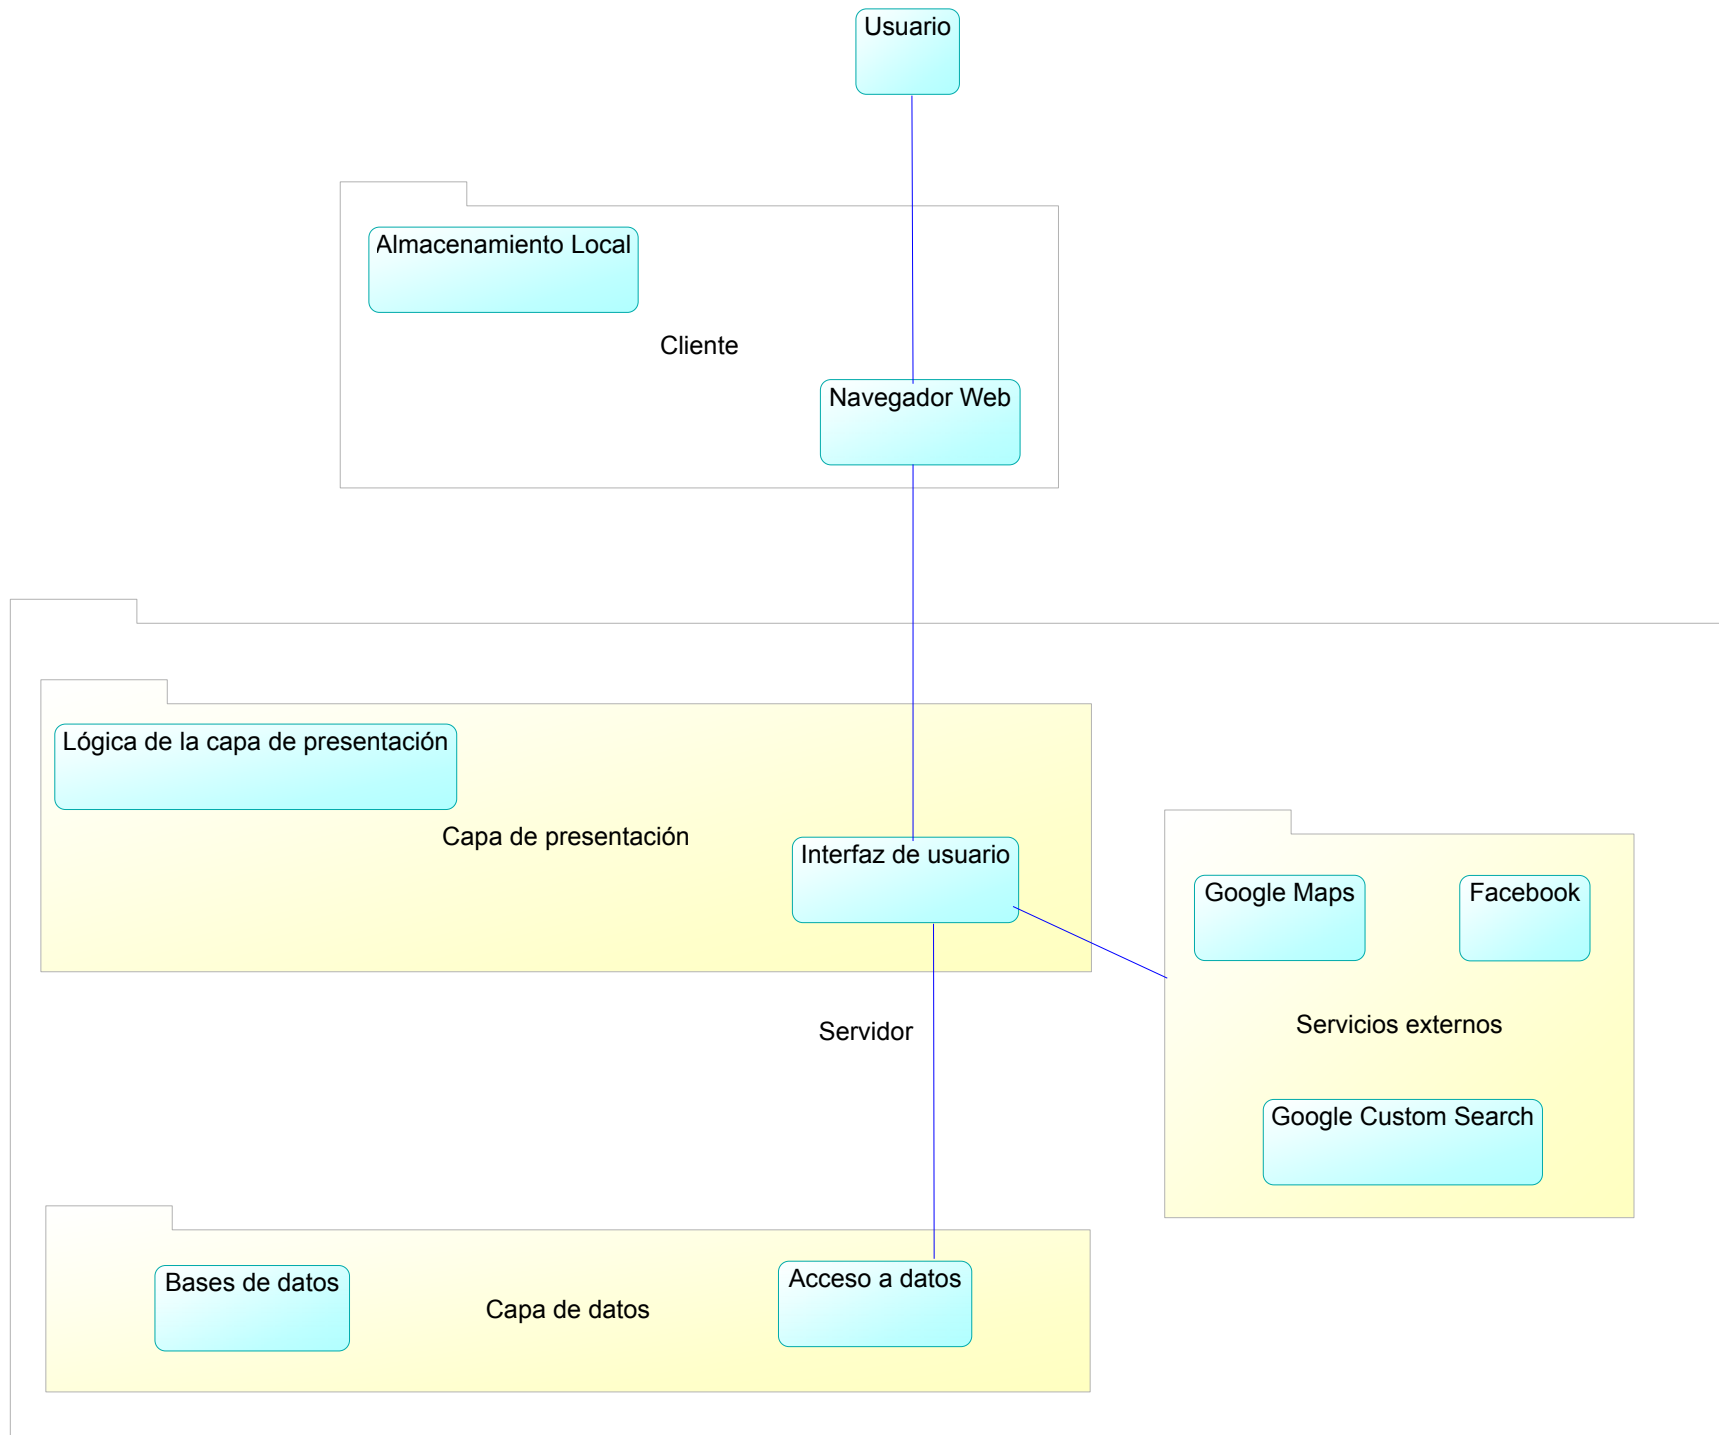 Usuario
Almacenamiento Local
Cliente
Navegador Web
Lógica de la capa de presentación
Capa de presentación
Interfaz de usuario
Google Maps
Facebook
Servidor
Servicios externos
Google Custom Search
Bases de datos
Capa de datos
Acceso a datos